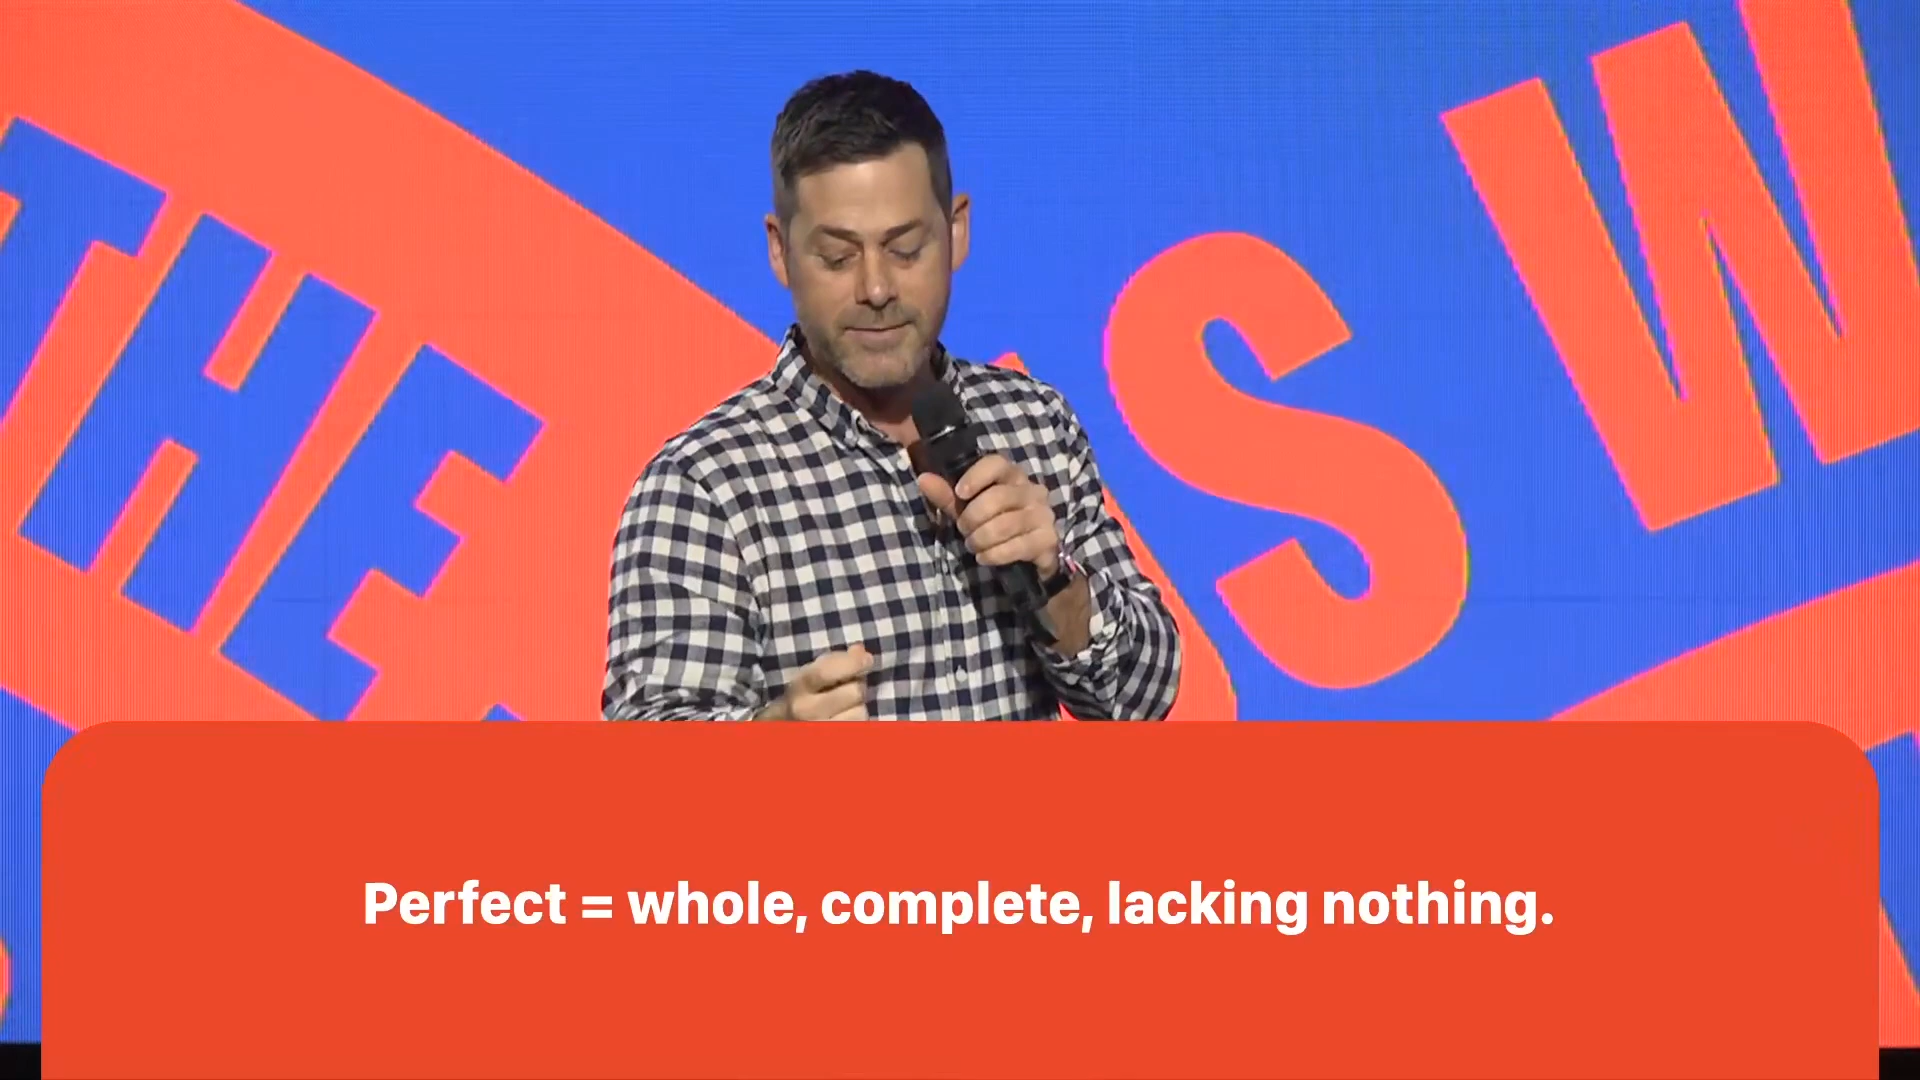 THE
S W
Perfect = whole, complete, lacking nothing.